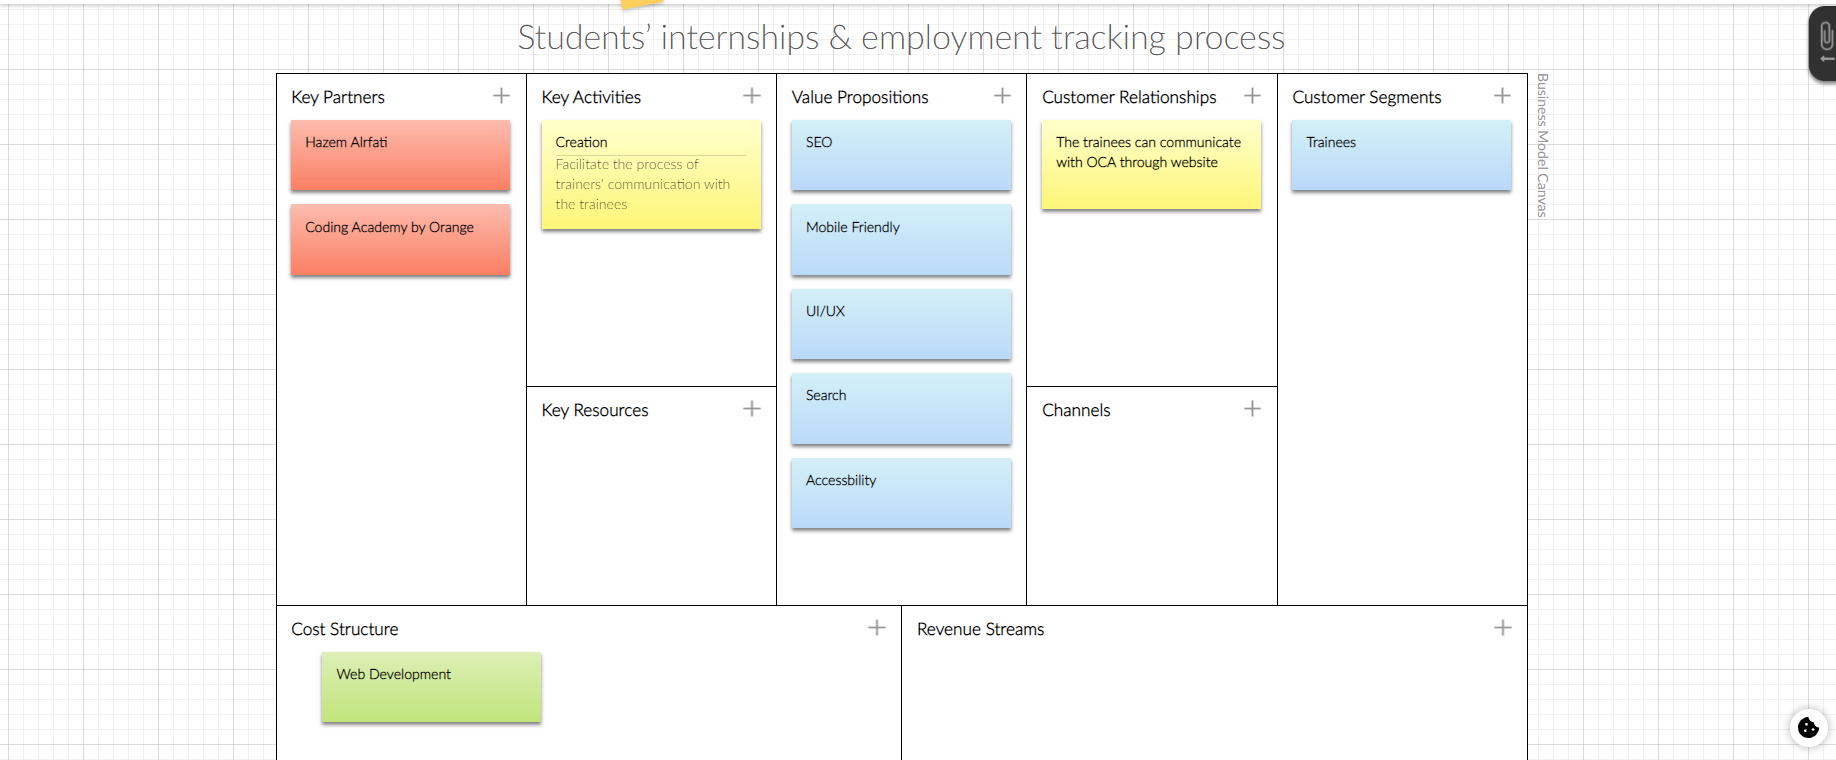 Students’ internships & employment tracking process
Key Partners
Hazem Alrfati
Coding Academy by Orange
Key Activities
Creation
Facilitate the process of
trainers' communication with
the trainees
Key Resources
Value Propositions
SEO
Mobile Friendly
UI/UX
Search
Accessbility
Customer Relationships
The trainees can communicate
with OCA through website
Channels
Customer Segments
Trainees
Business Model Canvas
Cost Structure
Web Development
Revenue Streams